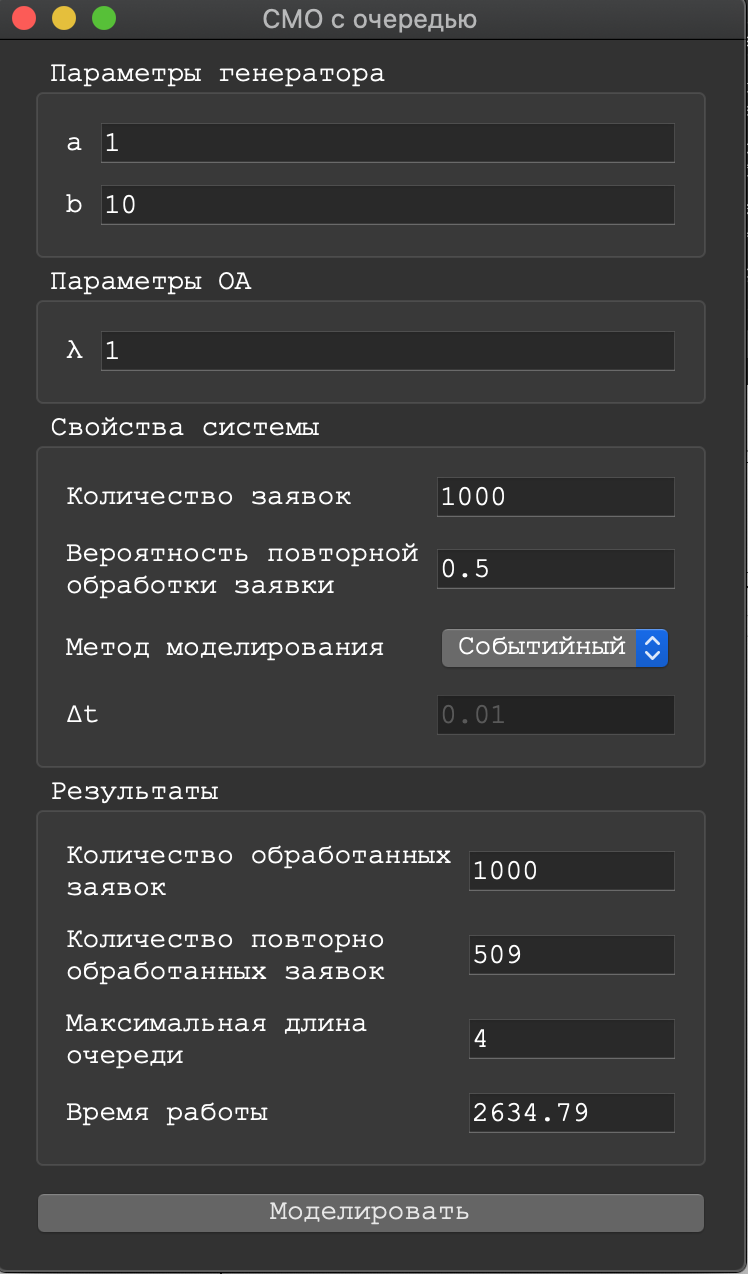 СМО с очередью
Параметры генератора
a 1
b 10
Параметры ОА
λ 1
Свойства системы
Количество заявок 1000
Вероятность повторной
обработки заявки 0.5
Метод моделирования Событийный
Δt 0.01
Результаты
Количество обработанных
заявок 1000
Количество повторно
обработанных заявок 509
Максимальная длина
очереди 4
Время работы 2634.79
Моделировать